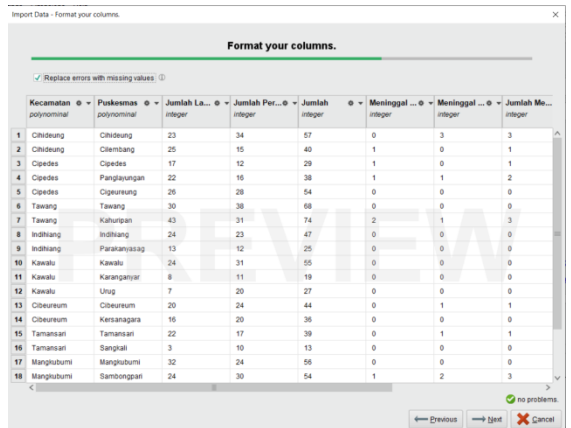 Import Data - Format your columns.
Format your columns.
Replace errors with missing values
Kecamatan Puskesmas Jumlah La... Jumlah Per... Jumlah Meninggal ... Meninggal ... Jumlah Me...
polynominal polynominal integer integer integer integer integer integer
1 Cihideung Cihideung 23 34 57 0 3 3
2 Cihideung Cilembang 25 15 40 1 0 1
3 Cipedes Cipedes 17 12 29 1 0 1
4 Cipedes Panglayungan 22 16 38 1 1 2
5 Cipedes Cigeureung 26 28 54 0 0 0
6 Tawang Tawang 30 38 68 0 0 0
7 Tawang Kahuripan 43 31 74 2 1 3
8 Indihiang Indihiang 24 23 47 0 0 0
9 Indihiang Parakanyasag 13 12 25 0 0 0
10 Kawalu Kawalu 24 31 55 0 0 0
11 Kawalu Karanganyar 8 11 19 0 0 0
12 Kawalu Urug 7 20 27 0 0 0
13 Cibeureum Cibeureum 20 24 44 0 1 1
14 Cibeureum Kersanagara 16 20 36 0 0 0
15 Tamansari Tamansari 22 17 39 0 1 1
16 Tamansari Sangkali 3 10 13 0 0 0
17 Mangkubumi Mangkubumi 32 24 56 0 0 0
18 Mangkubumi Sambongpari 24 30 54 1 2 3
PREVIEW
no problems.
Previous Next Cancel